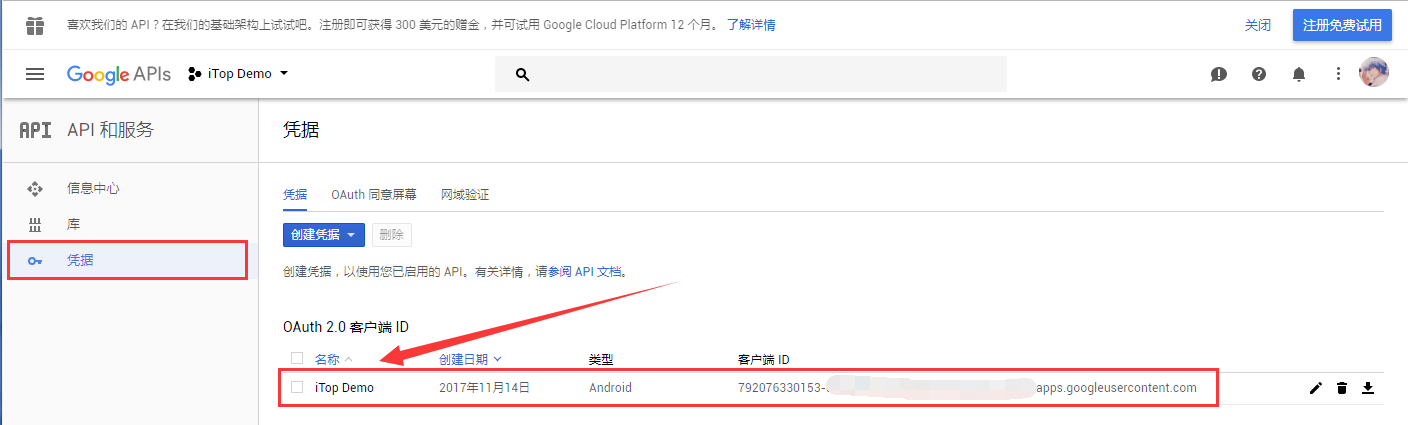 喜欢我们的 API？在我们的基础架构上试试吧。注册即可获得 300 美元的赠金，并可试用 Google Cloud Platform 12 个月。 了解详情 关闭 注册免费试用
Google APIs iTop Demo
API API 和服务 凭据
信息中心
库
凭据
凭据 OAuth 同意屏幕 网域验证
创建凭据 删除
创建凭据，以使用您已启用的 API。有关详情，请参阅 API 文档。
OAuth 2.0 客户端 ID
名称 创建日期 类型 客户端 ID
iTop Demo 2017年11月14日 Android 792076330153- apps.googleusercontent.com